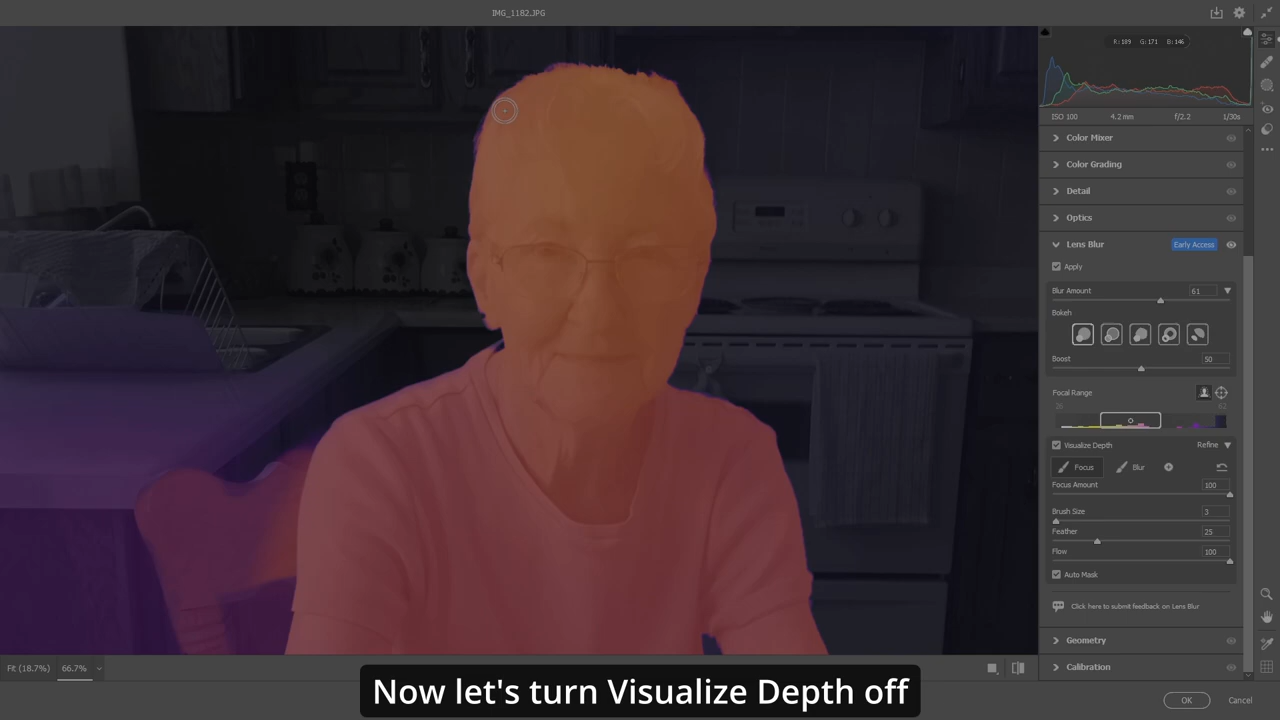 IMG_1182.JPG
R:189 G:171 B:146
ISO 100 4.2 mm f/2.2 1/30s
Color Mixer
Color Grading
Detail
Optics
Lens Blur Early Access
Apply
Blur Amount 61
Bokeh
Boost 50
Focal Range
26 62
Visualize Depth Refine
Focus Blur
Focus Amount 100
Brush Size 3
Feather 25
Flow 100
Auto Mask
Click here to submit feedback on Lens Blur
Geometry
Calibration
Fit (18.7%) 66.7%
OK Cancel
Now let's turn Visualize Depth off